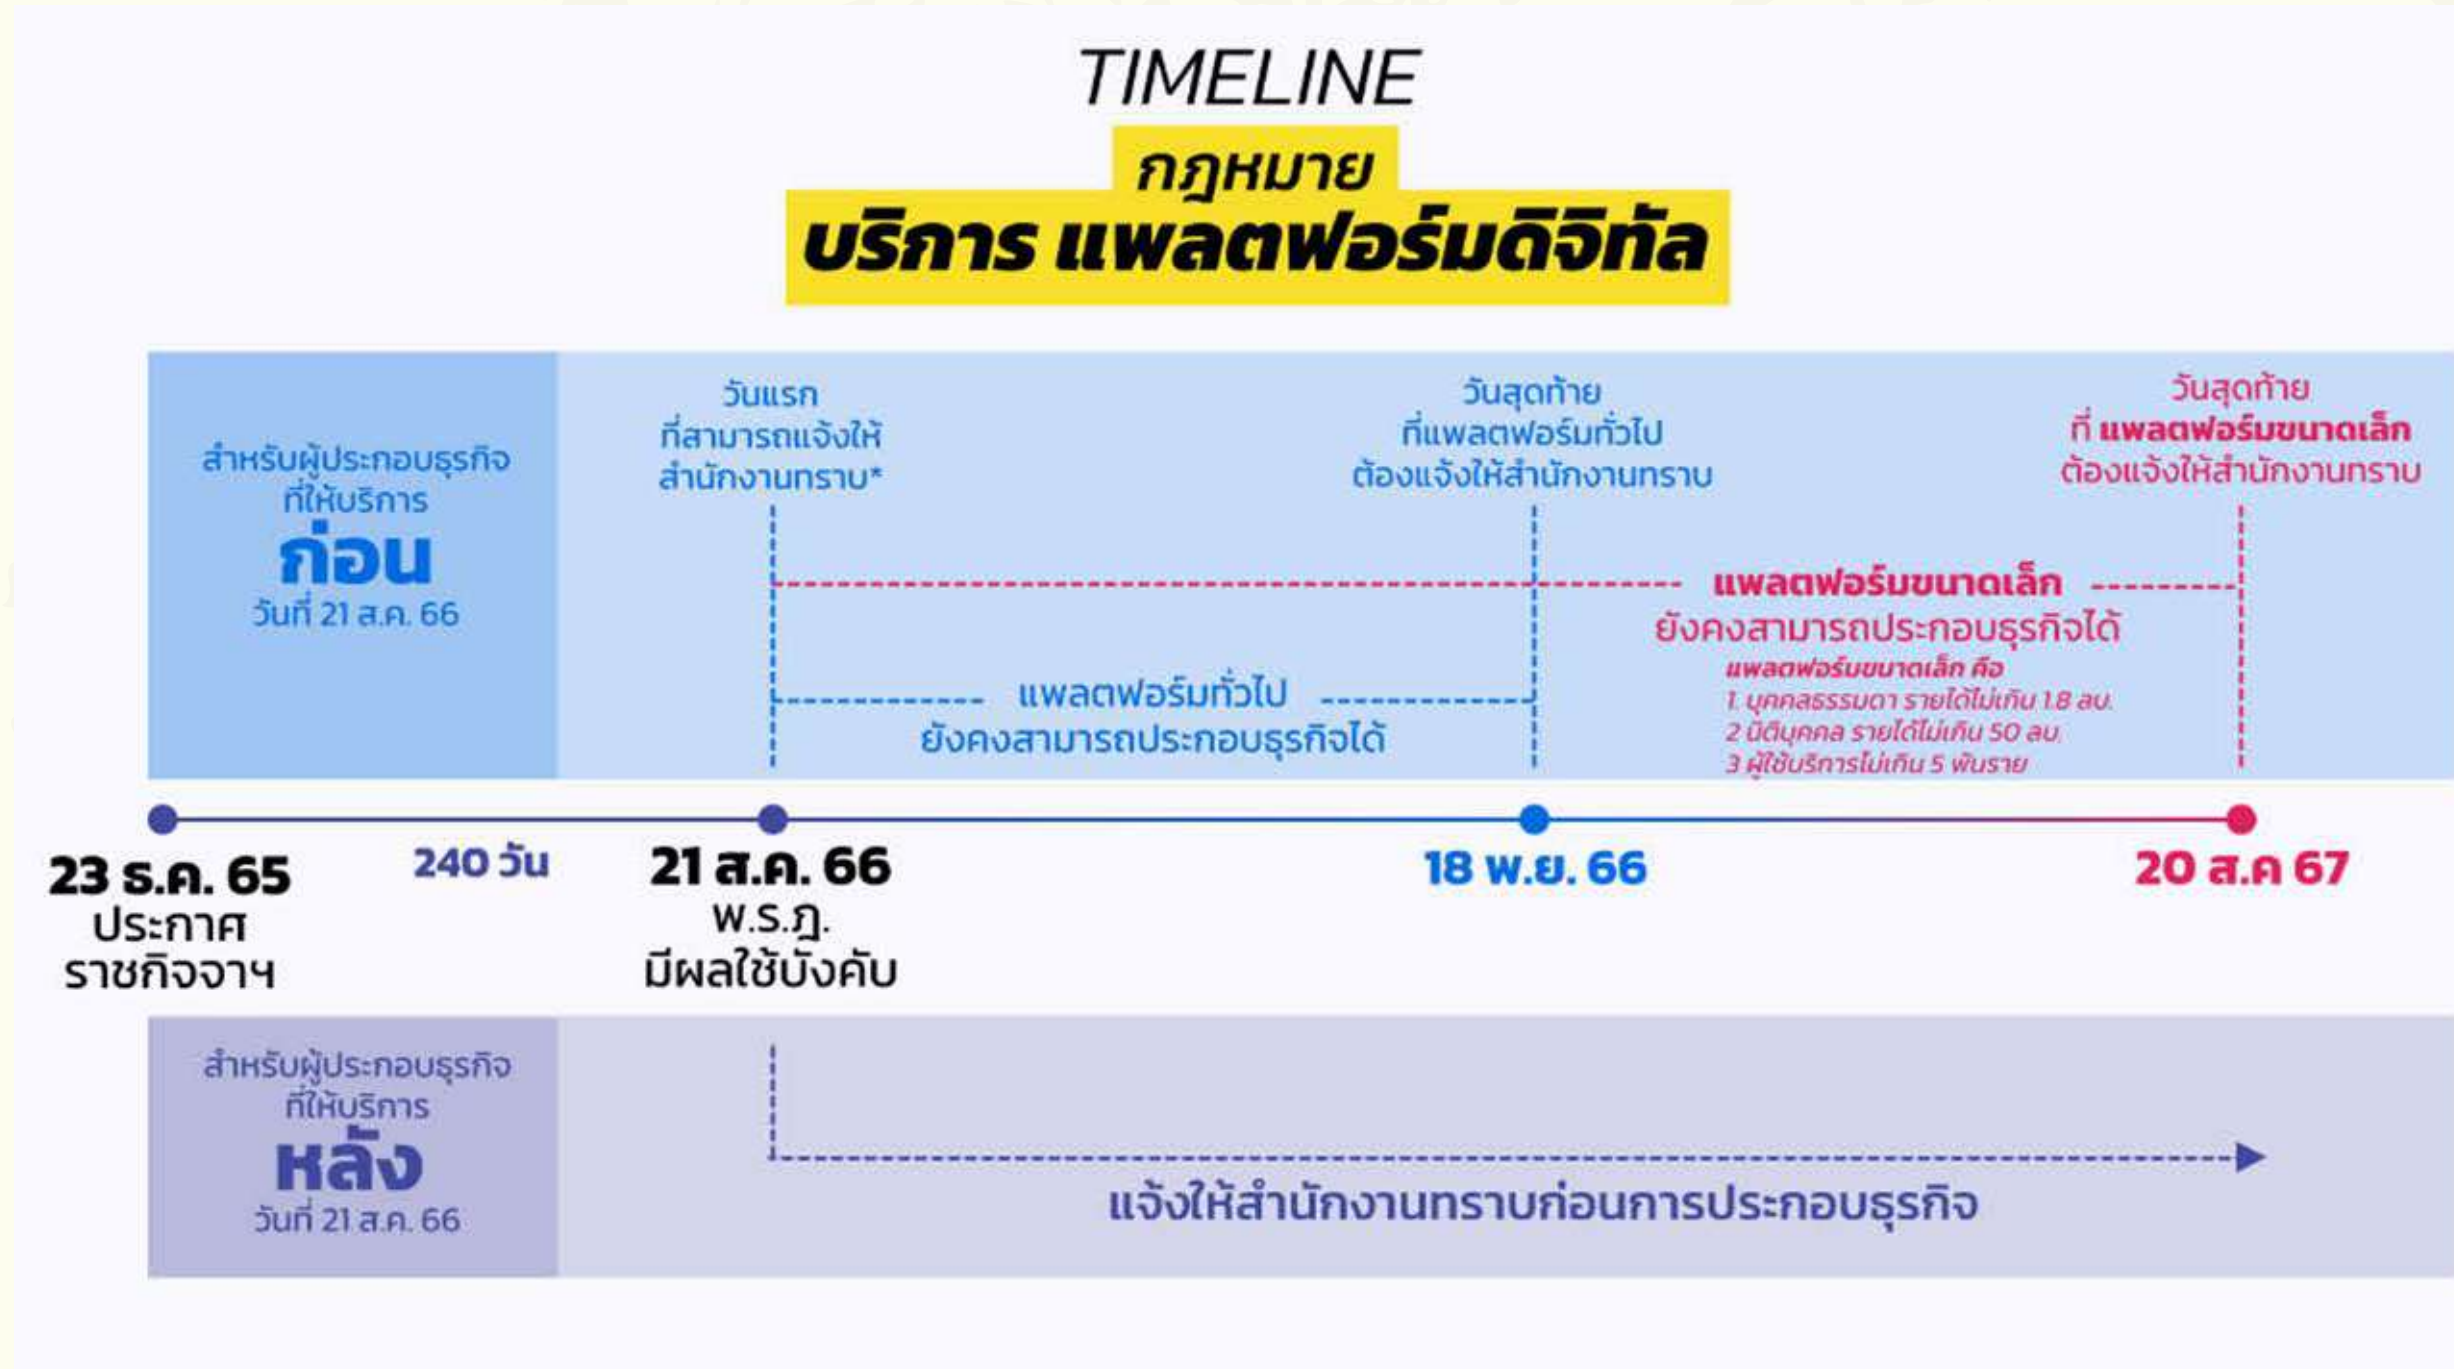 TIMELINE
กฎหมาย
บริการ แพลตฟอร์มดิจิทัล
สำหรับผู้ประกอบธุรกิจ
ที่ให้บริการ
ก่อน
วันที่ 21 ส.ค. 66
วันแรก
ที่สามารถแจ้งให้
สำนักงานทราบ*
วันสุดท้าย
ที่แพลตฟอร์มทั่วไป
ต้องแจ้งให้สำนักงานทราบ
วันสุดท้าย
ที่ แพลตฟอร์มขนาดเล็ก
ต้องแจ้งให้สำนักงานทราบ
แพลตฟอร์มขนาดเล็ก
ยังคงสามารถประกอบธุรกิจได้
แพลตฟอร์มขนาดเล็ก คือ
1. บุคคลธรรมดา รายได้ไม่เกิน 1.8 ลบ.
2 นิติบุคคล รายได้ไม่เกิน 50 ลบ.
3 ผู้ใช้บริการไม่เกิน 5 พันราย
แพลตฟอร์มทั่วไป
ยังคงสามารถประกอบธุรกิจได้
23 ธ.ค. 65
ประกาศ
ราชกิจจาฯ
240 วัน
21 ส.ค. 66
พ.ร.ฎ.
มีผลใช้บังคับ
18 พ.ย. 66
20 ส.ค 67
สำหรับผู้ประกอบธุรกิจ
ที่ให้บริการ
หลัง
วันที่ 21 ส.ค. 66
แจ้งให้สำนักงานทราบก่อนการประกอบธุรกิจ